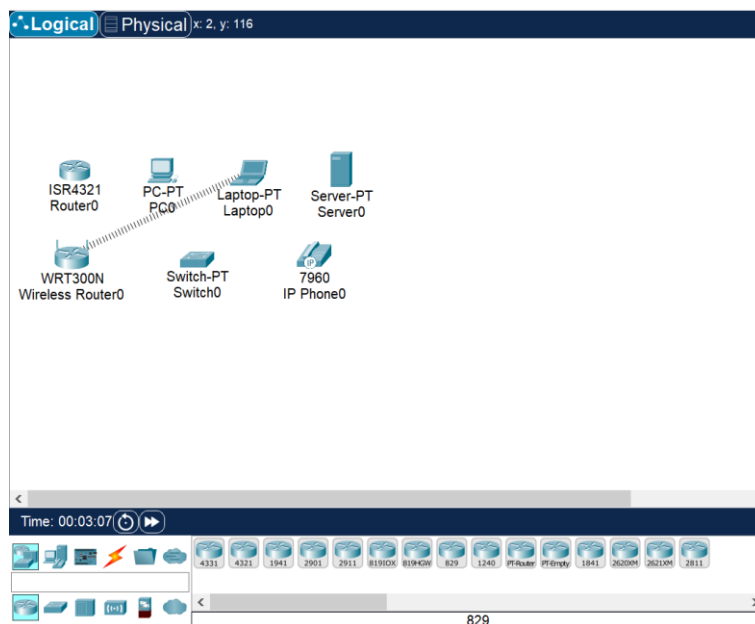 Logical Physical x: 2, y: 116
ISR4321 PC-PT Laptop-PT Server-PT
Router0 PC0 Laptop0 Server0
WRT300N Switch-PT 7960
Wireless Router0 Switch0 IP Phone0
IP
Time: 00:03:07
4331 4321 1941 2901 2911 819IOX 819HGW 829 1240 PT-Router PT-Empty 1841 2620XM 2621XM 2811
829